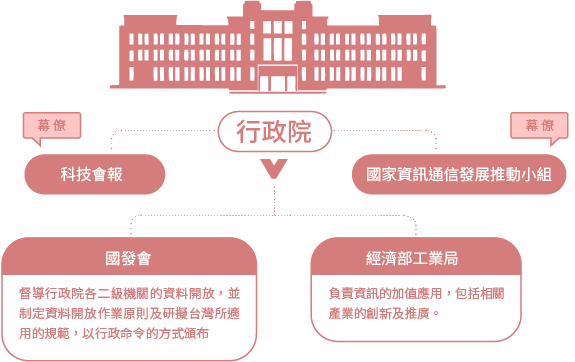 行政院
幕僚
幕僚
科技會報
國家資訊通信發展推動小組
國發會
督導行政院各二級機關的資料開放，並
制定資料開放作業原則及研擬台灣所適
用的規範，以行政命令的方式頒布
經濟部工業局
負責資訊的加值應用，包括相關
產業的創新及推廣。